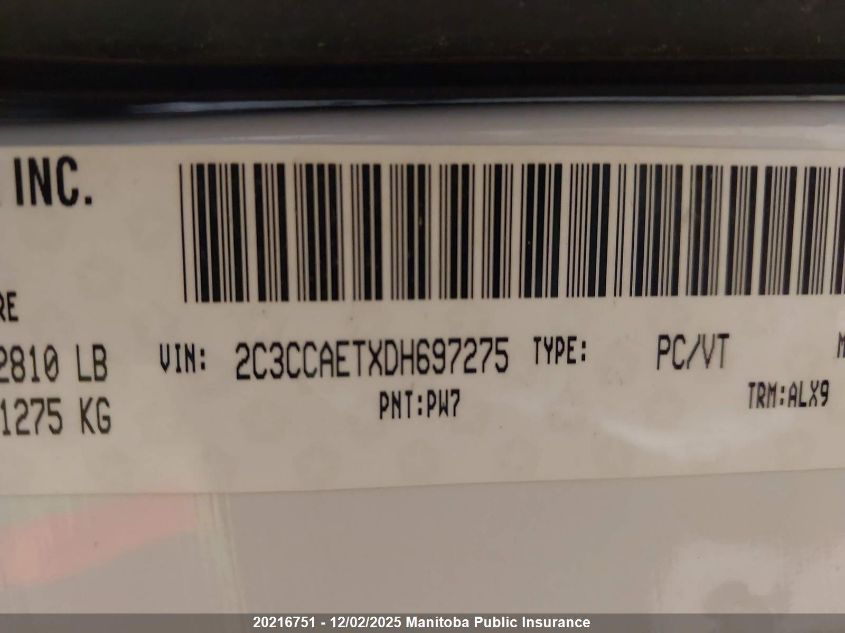 INC.
RE
2810 LB
VIN: 2C3CCAETXDH697275 TYPE: PC/VT M
1275 KG
PNT:PW7 TRM:ALX9
20216751 - 12/02/2025 Manitoba Public Insurance